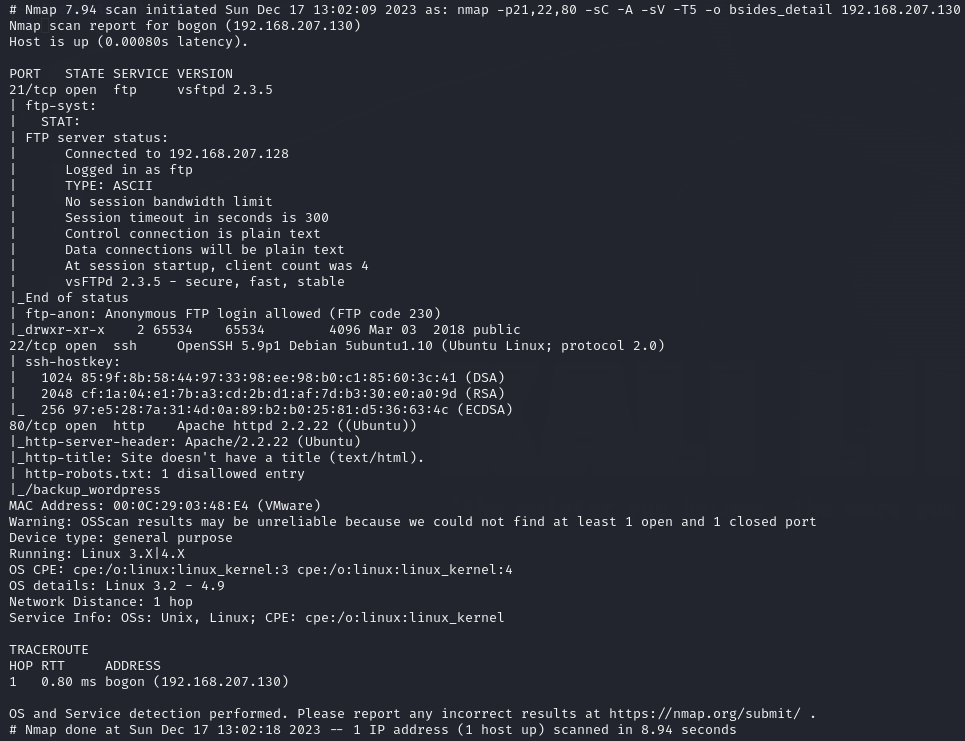 # Nmap 7.94 scan initiated Sun Dec 17 13:02:09 2023 as: nmap -p21,22,80 -sC -A -sV -T5 -o bsides_detail 192.168.207.130
Nmap scan report for bogon (192.168.207.130)
Host is up (0.00080s latency).

PORT   STATE SERVICE VERSION
21/tcp open  ftp     vsftpd 2.3.5
| ftp-syst:
|   STAT:
| FTP server status:
|      Connected to 192.168.207.128
|      Logged in as ftp
|      TYPE: ASCII
|      No session bandwidth limit
|      Session timeout in seconds is 300
|      Control connection is plain text
|      Data connections will be plain text
|      At session startup, client count was 4
|      vsFTPd 2.3.5 - secure, fast, stable
|_End of status
| ftp-anon: Anonymous FTP login allowed (FTP code 230)
|_drwxr-xr-x    2 65534    65534        4096 Mar 03  2018 public
22/tcp open  ssh     OpenSSH 5.9p1 Debian 5ubuntu1.10 (Ubuntu Linux; protocol 2.0)
| ssh-hostkey:
|   1024 85:9f:8b:58:44:97:33:98:ee:98:b0:c1:85:60:3c:41 (DSA)
|   2048 cf:1a:04:e1:7b:a3:cd:2b:d1:af:7d:b3:30:e0:a0:9d (RSA)
|_  256 97:e5:28:7a:31:4d:0a:89:b2:b0:25:81:d5:36:63:4c (ECDSA)
80/tcp open  http    Apache httpd 2.2.22 ((Ubuntu))
|_http-server-header: Apache/2.2.22 (Ubuntu)
|_http-title: Site doesn't have a title (text/html).
| http-robots.txt: 1 disallowed entry
|_/backup_wordpress
MAC Address: 00:0C:29:03:48:E4 (VMware)
Warning: OSScan results may be unreliable because we could not find at least 1 open and 1 closed port
Device type: general purpose
Running: Linux 3.X|4.X
OS CPE: cpe:/o:linux:linux_kernel:3 cpe:/o:linux:linux_kernel:4
OS details: Linux 3.2 - 4.9
Network Distance: 1 hop
Service Info: OSs: Unix, Linux; CPE: cpe:/o:linux:linux_kernel

TRACEROUTE
HOP RTT     ADDRESS
1   0.80 ms bogon (192.168.207.130)

OS and Service detection performed. Please report any incorrect results at https://nmap.org/submit/ .
# Nmap done at Sun Dec 17 13:02:18 2023 -- 1 IP address (1 host up) scanned in 8.94 seconds